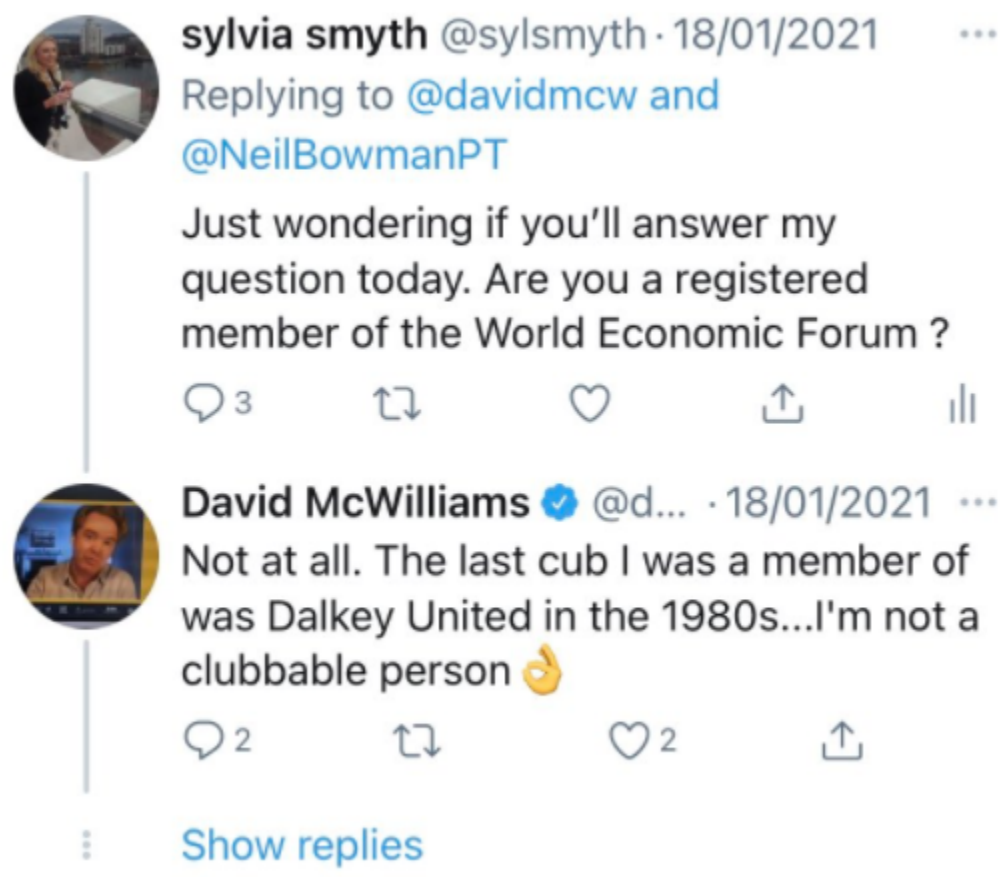 sylvia smyth @sylsmyth · 18/01/2021 ...
Replying to @davidmcw and
@NeilBowmanPT
Just wondering if you'll answer my
question today. Are you a registered
member of the World Economic Forum ?
3
David McWilliams @d... · 18/01/2021 ...
Not at all. The last cub I was a member of
was Dalkey United in the 1980s...I'm not a
clubbable person 👌
2 2
Show replies